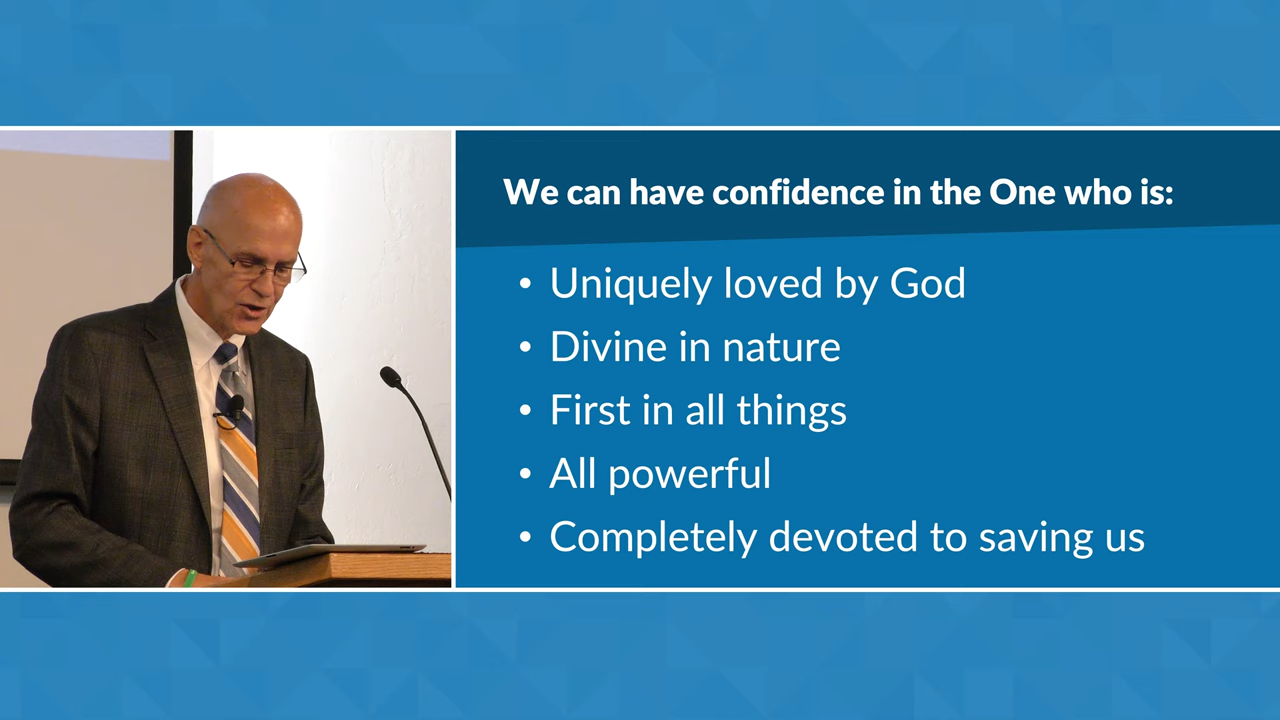 We can have confidence in the One who is:
• Uniquely loved by God
• Divine in nature
• First in all things
• All powerful
• Completely devoted to saving us